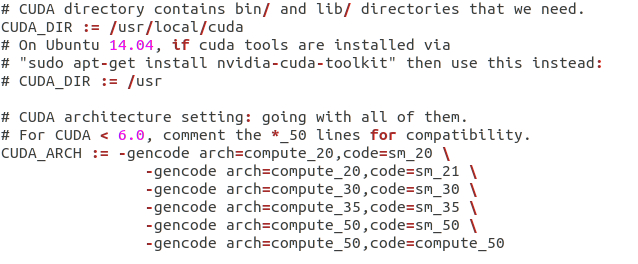 # CUDA directory contains bin/ and lib/ directories that we need.
CUDA_DIR := /usr/local/cuda
# On Ubuntu 14.04, if cuda tools are installed via
# "sudo apt-get install nvidia-cuda-toolkit" then use this instead:
# CUDA_DIR := /usr

# CUDA architecture setting: going with all of them.
# For CUDA < 6.0, comment the *_50 lines for compatibility.
CUDA_ARCH := -gencode arch=compute_20,code=sm_20 \
                -gencode arch=compute_20,code=sm_21 \
                -gencode arch=compute_30,code=sm_30 \
                -gencode arch=compute_35,code=sm_35 \
                -gencode arch=compute_50,code=sm_50 \
                -gencode arch=compute_50,code=compute_50